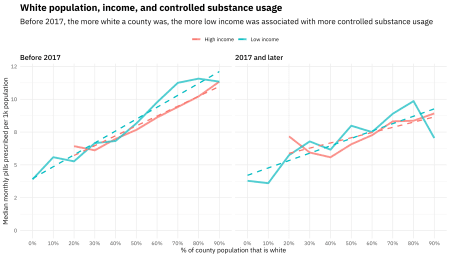 White population, income, and controlled substance usage
Before 2017, the more white a county was, the more low income was associated with more controlled substance usage
High income Low income
Before 2017
2017 and later
Median monthly pills prescribed per 1k population
12
10
8
5
2
0
0% 10% 20% 30% 40% 50% 60% 70% 80% 90%
0% 10% 20% 30% 40% 50% 60% 70% 80% 90%
% of county population that is white